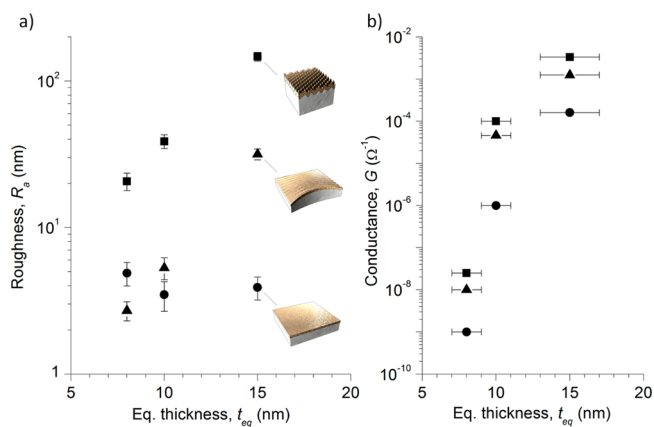 a)
b)
Roughness, Ra (nm)
10²
10¹
1
5 10 15 20
Eq. thickness, teq (nm)
Conductance, G (Ω⁻¹)
10⁻²
10⁻⁴
10⁻⁶
10⁻⁸
10⁻¹⁰
5 10 15 20
Eq. thickness, teq (nm)